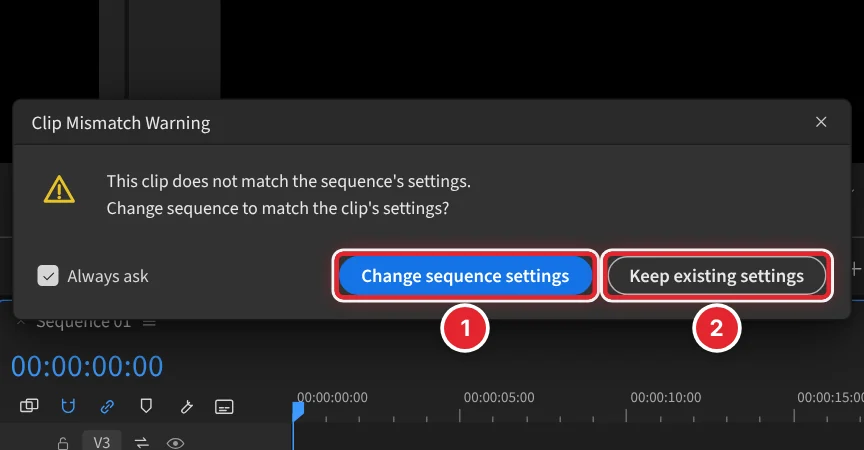 Clip Mismatch Warning
This clip does not match the sequence's settings.
Change sequence to match the clip's settings?
Always ask
Change sequence settings
Keep existing settings
1
2
Sequence 01
00:00:00:00
00:00:00:00
00:00:05:00
00:00:10:00
00:00:15:00
V3